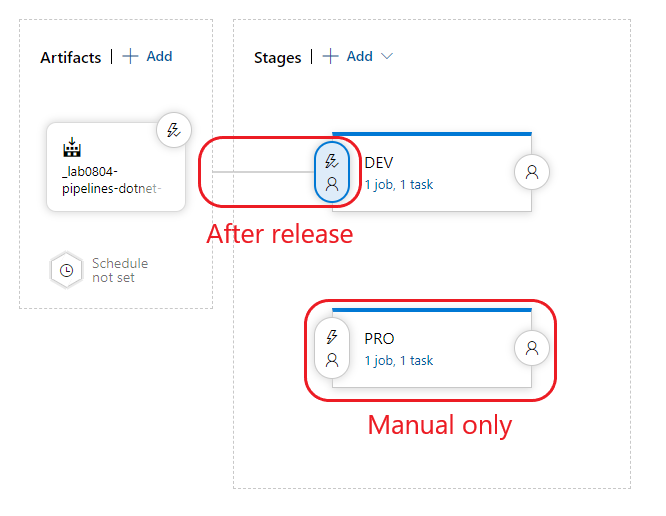 Artifacts | + Add
Stages | + Add
_lab0804-
pipelines-dotnet-
DEV
1 job, 1 task
After release
Schedule
not set
PRO
1 job, 1 task
Manual only